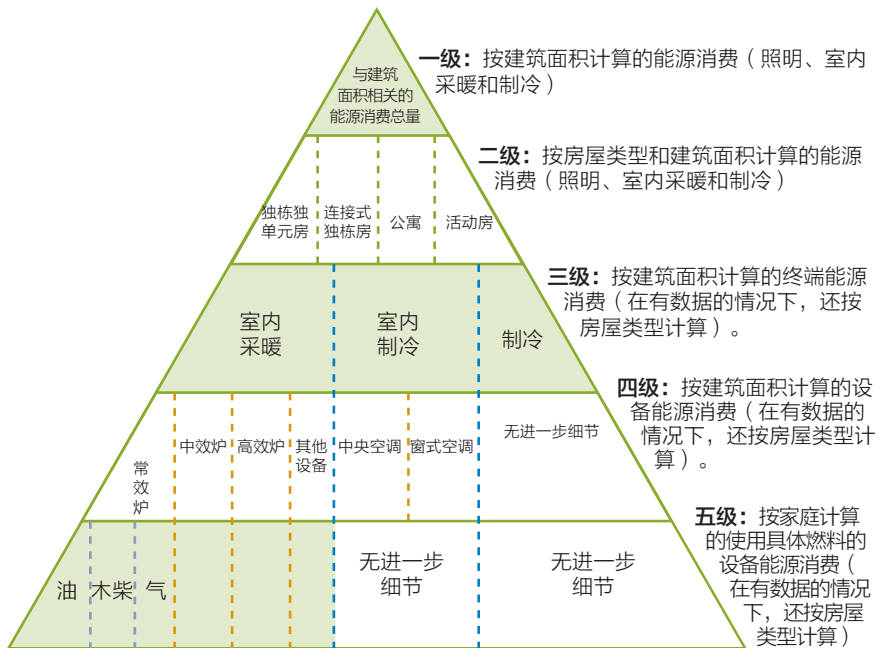 与建筑
面积相关的
能源消费总量
一级：按建筑面积计算的能源消费（照明、室内
采暖和制冷）
二级：按房屋类型和建筑面积计算的能源
消费（照明、室内采暖和制冷）
独栋独
单元房
连接式
独栋房
公寓
活动房
三级：按建筑面积计算的终端能源
消费（在有数据的情况下，还按
房屋类型计算）。
室内
采暖
室内
制冷
制冷
四级：按建筑面积计算的设
备能源消费（在有数据的
情况下，还按房屋类型计
算）。
常
效
炉
中效炉
高效炉
其他
设备
中央空调
窗式空调
无进一步细节
五级：按家庭计算
的使用具体燃料的
设备能源消费（
在有数据的情况
下，还按房屋
类型计算）
油
木柴
气
无进一步
细节
无进一步
细节